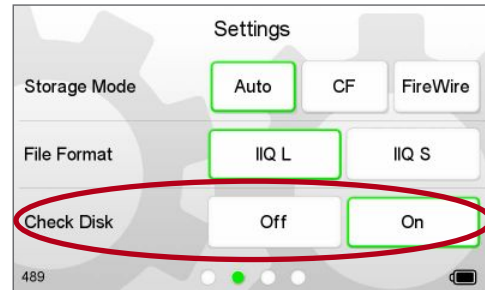 Settings
Storage Mode Auto CF FireWire
File Format IIQ L IIQ S
Check Disk Off On
489